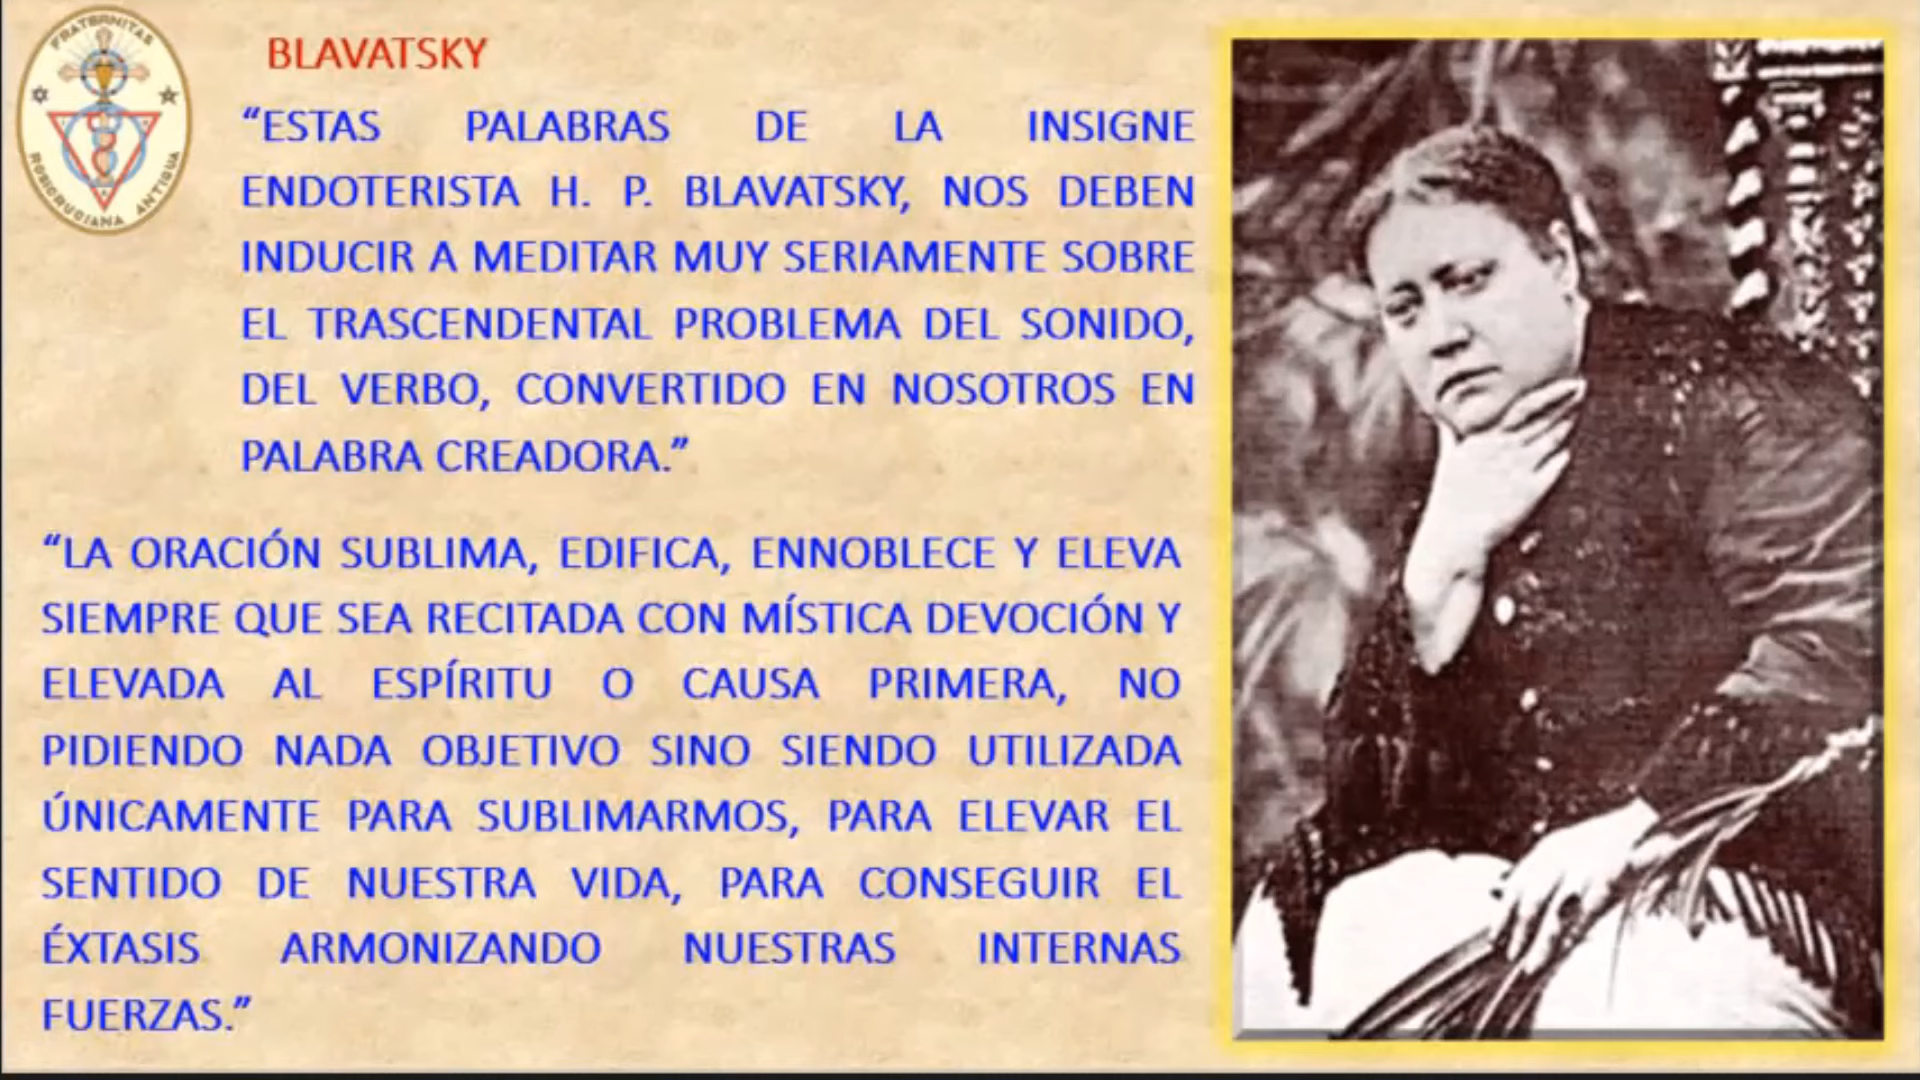 FRATERNITAS
ROSICRUCIANA ANTIQUA
BLAVATSKY
“ESTAS PALABRAS DE LA INSIGNE
ENDOTERISTA H. P. BLAVATSKY, NOS DEBEN
INDUCIR A MEDITAR MUY SERIAMENTE SOBRE
EL TRASCENDENTAL PROBLEMA DEL SONIDO,
DEL VERBO, CONVERTIDO EN NOSOTROS EN
PALABRA CREADORA.”
“LA ORACIÓN SUBLIMA, EDIFICA, ENNOBLECE Y ELEVA
SIEMPRE QUE SEA RECITADA CON MÍSTICA DEVOCIÓN Y
ELEVADA AL ESPÍRITU O CAUSA PRIMERA, NO
PIDIENDO NADA OBJETIVO SINO SIENDO UTILIZADA
ÚNICAMENTE PARA SUBLIMARMOS, PARA ELEVAR EL
SENTIDO DE NUESTRA VIDA, PARA CONSEGUIR EL
ÉXTASIS ARMONIZANDO NUESTRAS INTERNAS
FUERZAS.”